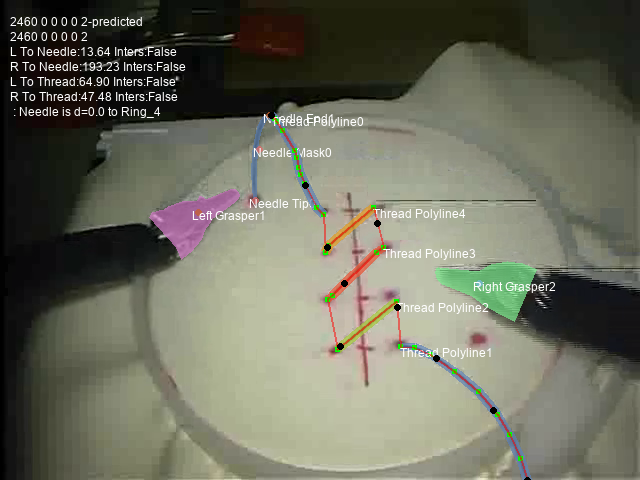 2460 0 0 0 0 2-predicted
2460 0 0 0 0 2
L To Needle:13.64 Inters:False
R To Needle:193.23 Inters:False
L To Thread:64.90 Inters:False
R To Thread:47.48 Inters:False
: Needle is d=0.0 to Ring_4
Needle End1
Thread Polyline0
Needle Mask0
Needle Tip
Left Grasper1
Thread Polyline4
Thread Polyline3
Right Grasper2
Thread Polyline2
Thread Polyline1